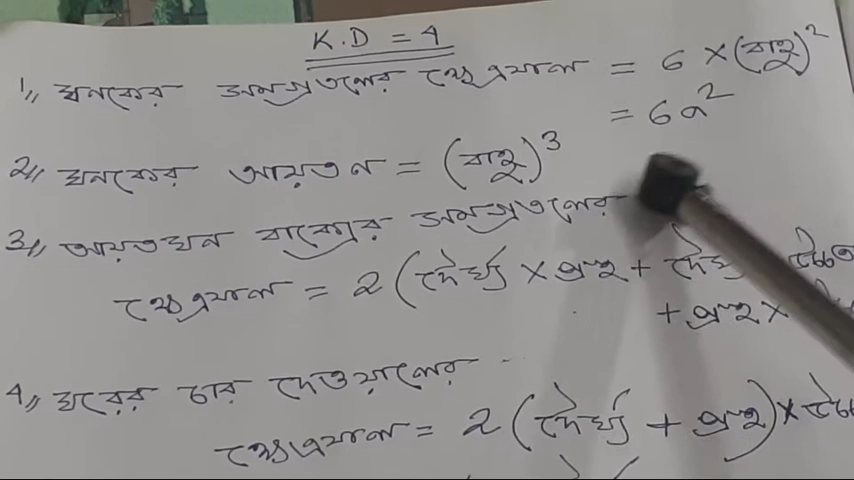 K.D = 4
1// ঘনকের সমগ্রতলের ক্ষেত্রফল = 6 × (বাহু)²
= 6a²
2// ঘনকের আয়তন = (বাহু)³
3// আয়তঘন বাক্সের সমগ্রতলের
ক্ষেত্রফল = 2 (দৈর্ঘ্য × প্রস্থ +
+ প্রস্থ ×
4// ঘরের চার দেওয়ালের
ক্ষেত্রফল = 2 (দৈর্ঘ্য + প্রস্থ) ×